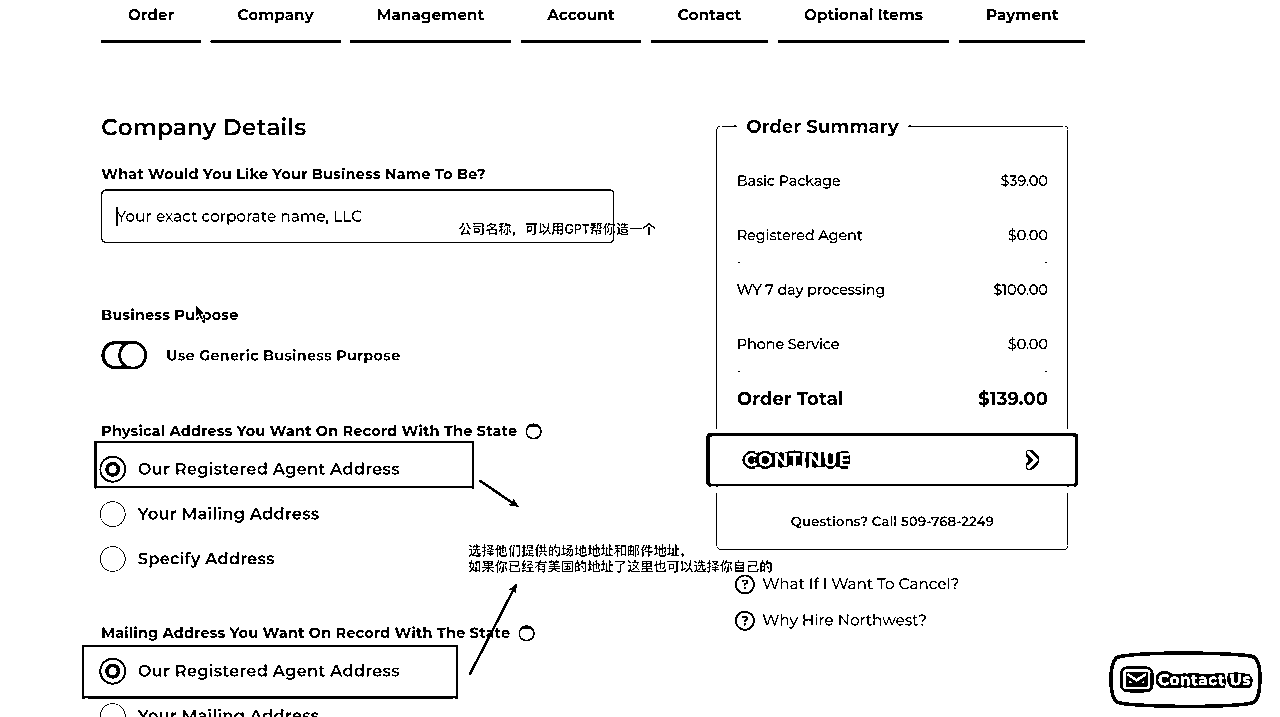 Order Company Management Account Contact Optional Items Payment
Company Details
What Would You Like Your Business Name To Be?
Your exact corporate name, LLC
公司名称，可以用GPT帮你造一个
Business Purpose
Use Generic Business Purpose
Physical Address You Want On Record With The State
Our Registered Agent Address
Your Mailing Address
Specify Address
选择他们提供的场地地址和邮件地址，
如果你已经有美国的地址了这里也可以选择你自己的
Mailing Address You Want On Record With The State
Our Registered Agent Address
Your Mailing Address
Order Summary
Basic Package $39.00
Registered Agent $0.00
WY 7 day processing $100.00
Phone Service $0.00
Order Total $139.00
CONTINUE
Questions? Call 509-768-2249
What If I Want To Cancel?
Why Hire Northwest?
Contact Us